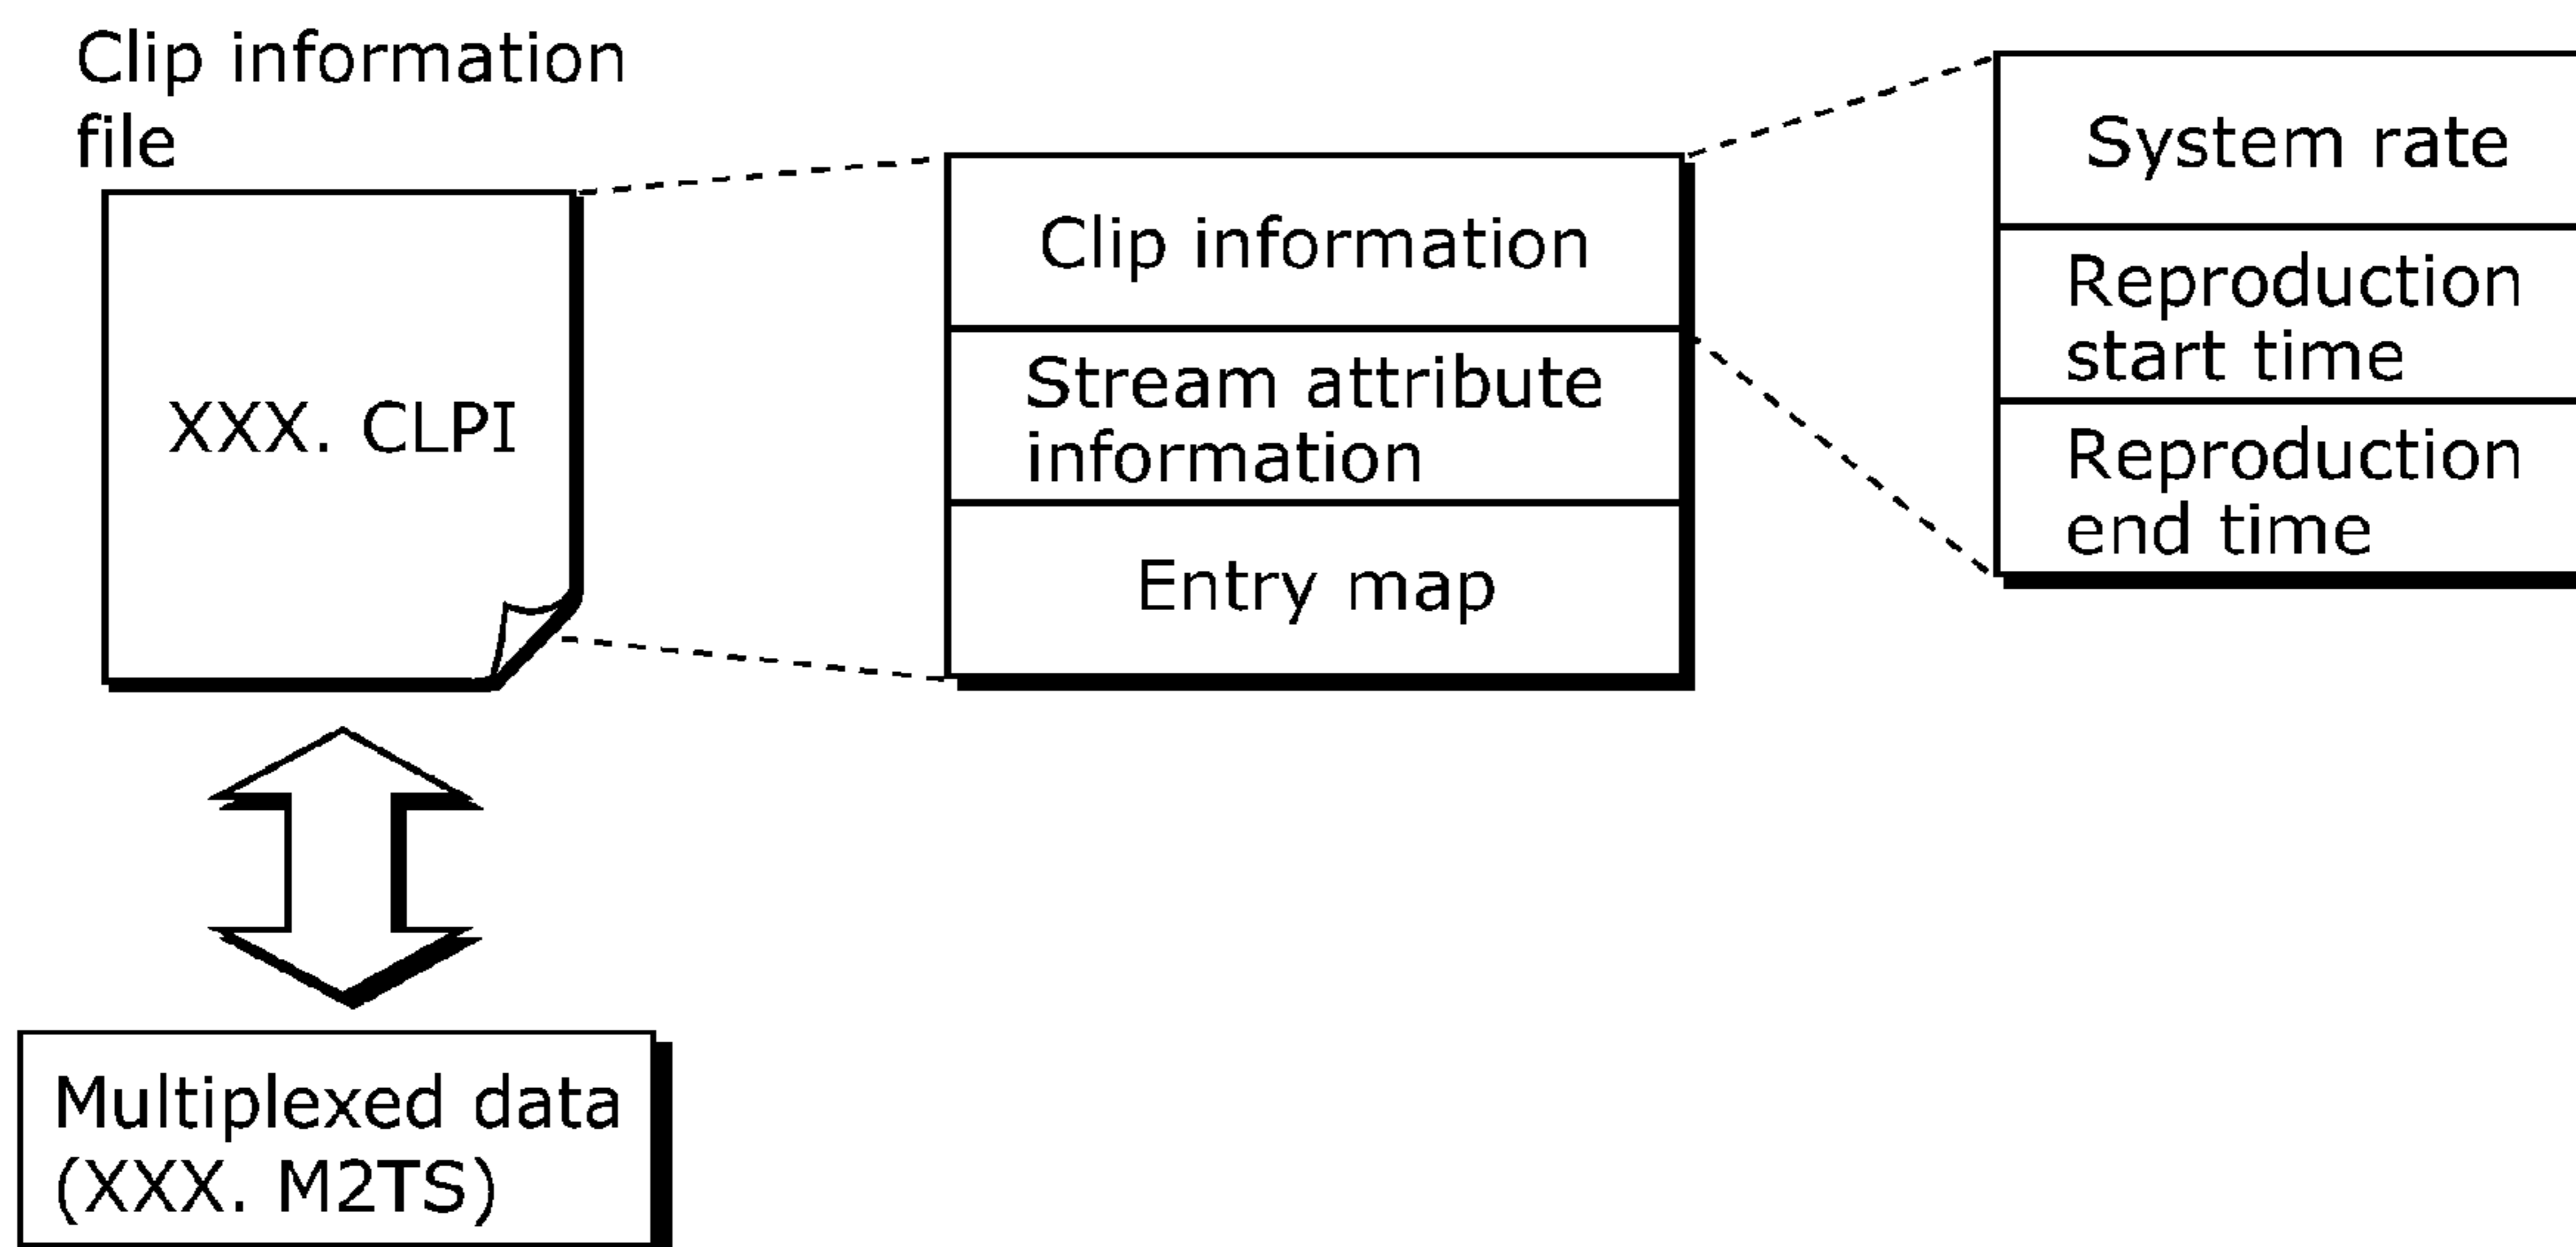 Clip information
file
XXX. CLPI
Multiplexed data
(XXX. M2TS)
Clip information
Stream attribute
information
Entry map
System rate
Reproduction
start time
Reproduction
end time